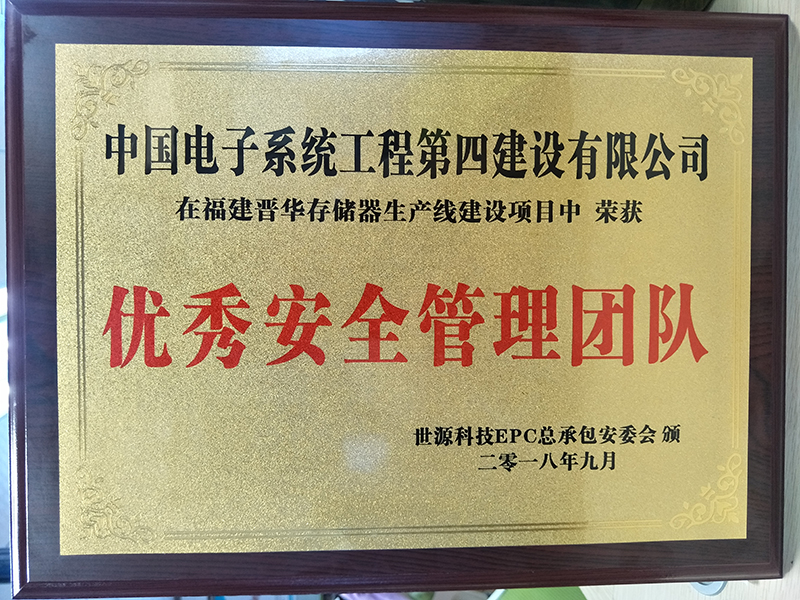 中国电子系统工程第四建设有限公司
在福建晋华存储器生产线建设项目中 荣获
优秀安全管理团队
世源科技EPC总承包安委会 颁
二零一八年九月